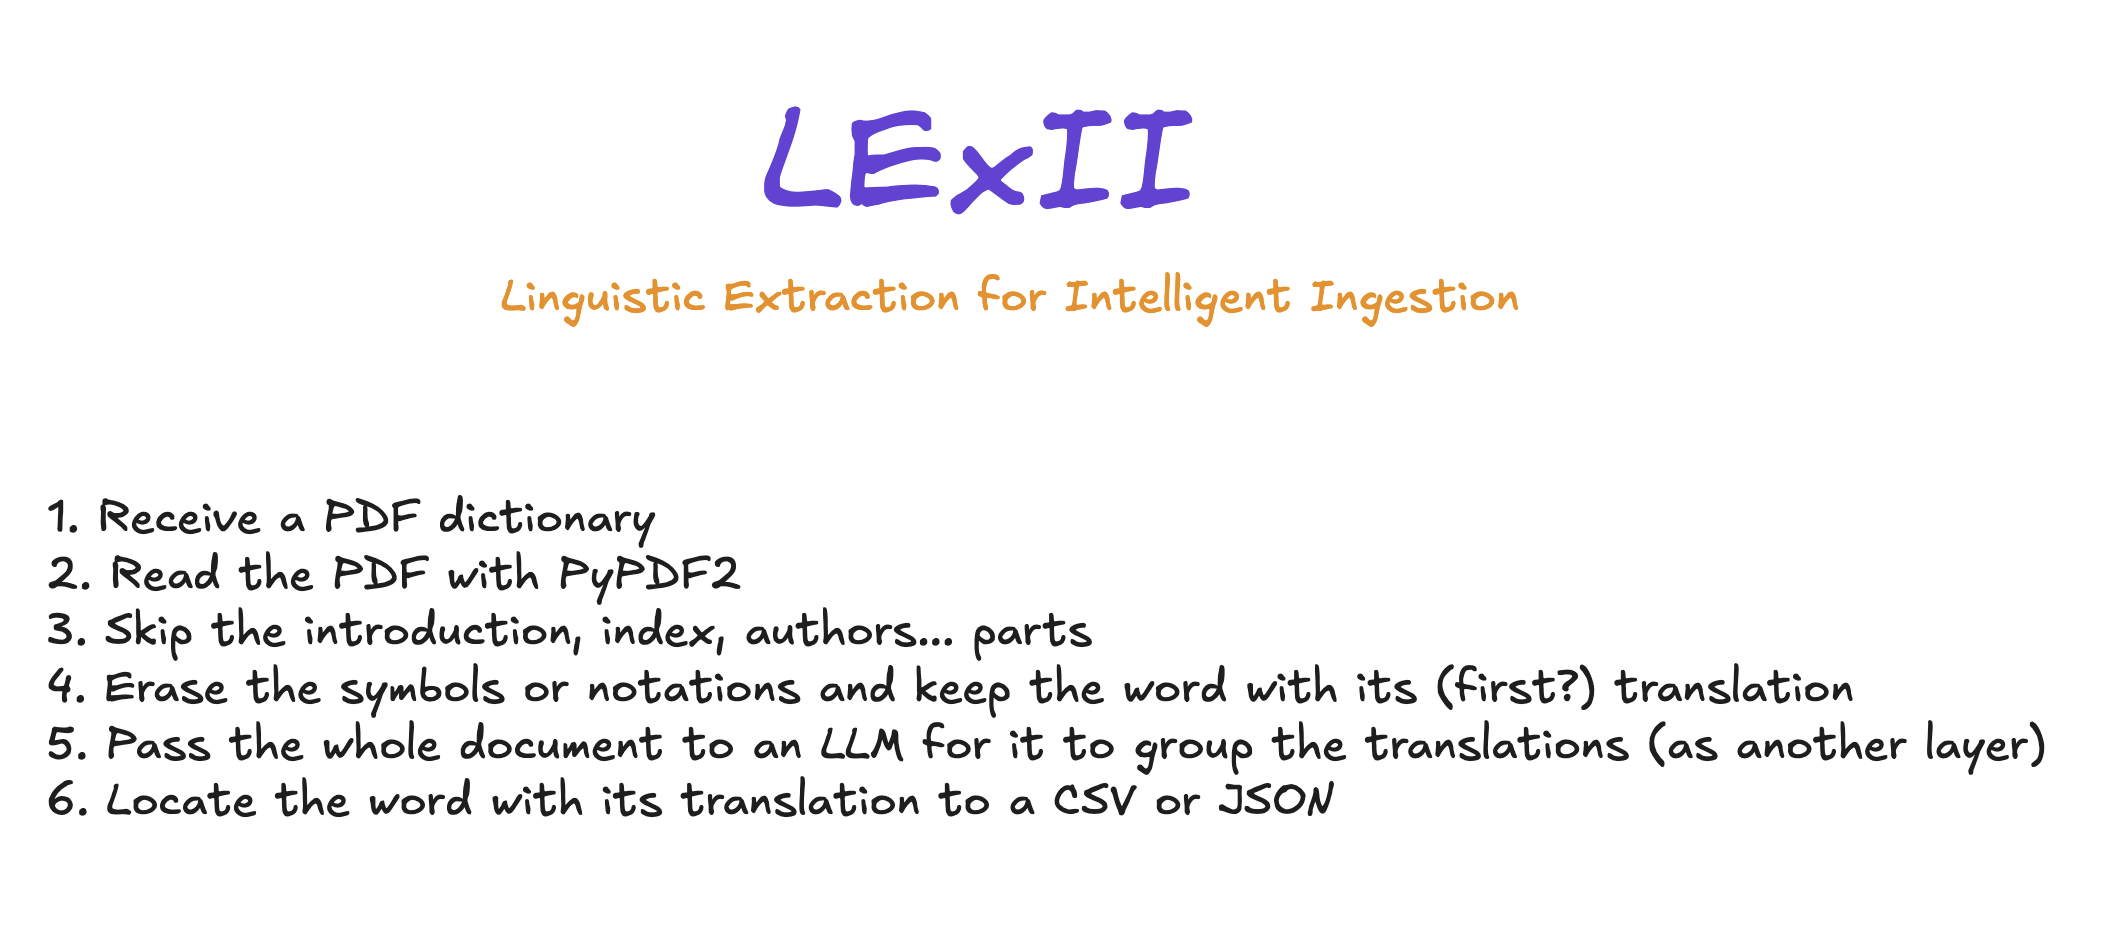 LExII
Linguistic Extraction for Intelligent Ingestion
1. Receive a PDF dictionary
2. Read the PDF with PyPDF2
3. Skip the introduction, index, authors... parts
4. Erase the symbols or notations and keep the word with its (first?) translation
5. Pass the whole document to an LLM for it to group the translations (as another layer)
6. Locate the word with its translation to a CSV or JSON